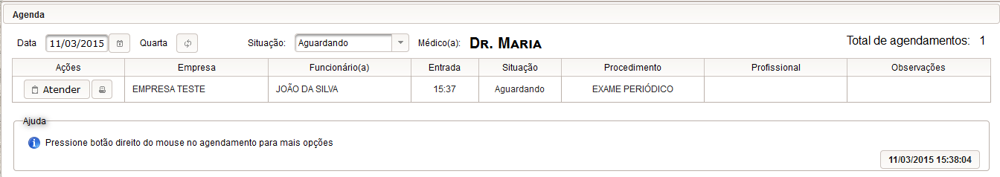 Agenda
Data 11/03/2015 Quarta Situação: Aguardando Médico(a): Dr. Maria Total de agendamentos: 1
Ações Empresa Funcionário(a) Entrada Situação Procedimento Profissional Observações
Atender EMPRESA TESTE JOÃO DA SILVA 15:37 Aguardando EXAME PERIÓDICO
Ajuda
Pressione botão direito do mouse no agendamento para mais opções
11/03/2015 15:38:04